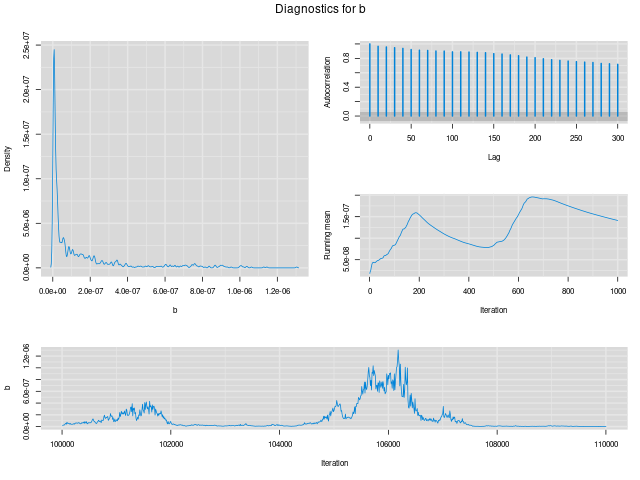 Diagnostics for b
Density
0.0e+00 5.0e+06 1.0e+07 1.5e+07 2.0e+07 2.5e+07
0.0e+00 2.0e-07 4.0e-07 6.0e-07 8.0e-07 1.0e-06 1.2e-06
b
Autocorrelation
0.0 0.4 0.8
0 50 100 150 200 250 300
Lag
Running mean
5.0e-08 1.5e-07
0 200 400 600 800 1000
Iteration
b
0.0e+00 6.0e-07 1.2e-06
100000 102000 104000 106000 108000 110000
Iteration